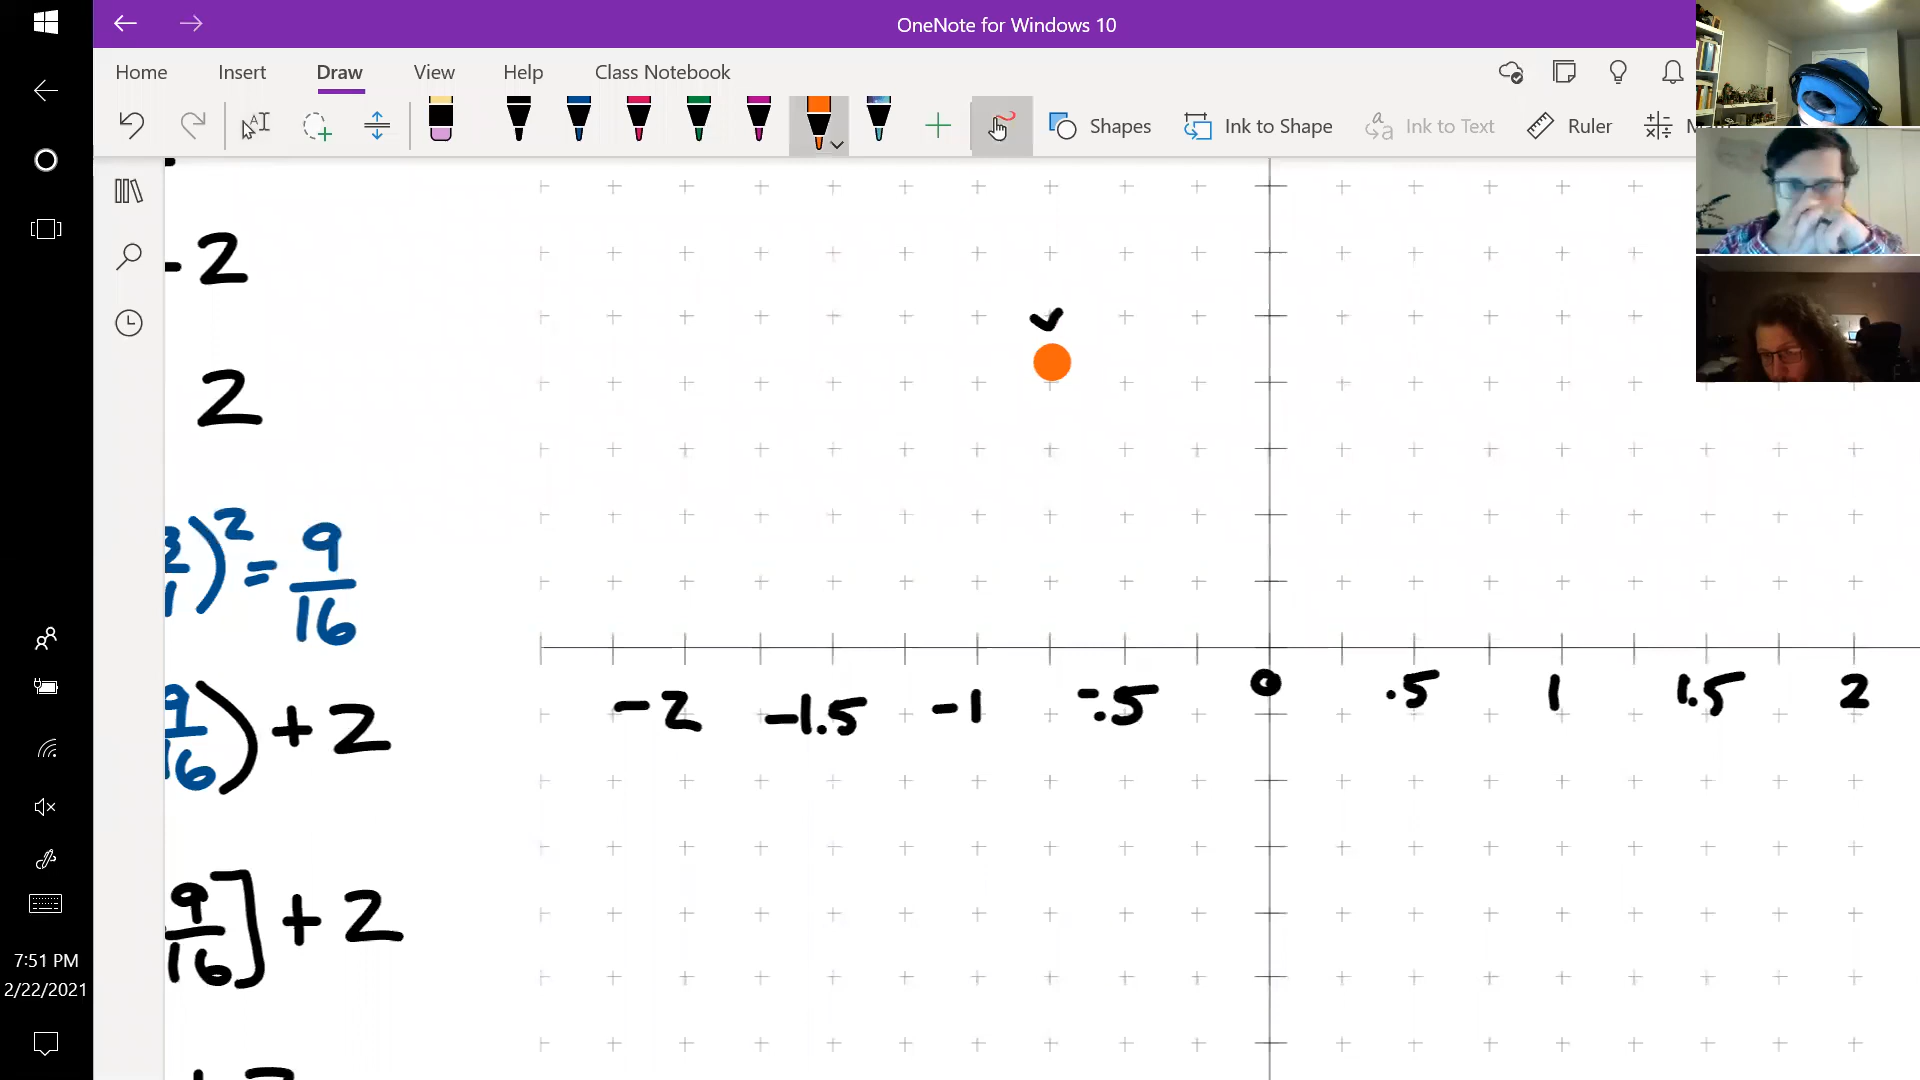 OneNote for Windows 10
Home Insert Draw View Help Class Notebook
Shapes Ink to Shape Ink to Text Ruler
- 2
2
)² = 9/16
9/16) + 2
9/16] + 2
v
-2 -1.5 -1 -.5 0 .5 1 1.5 2
7:51 PM
2/22/2021